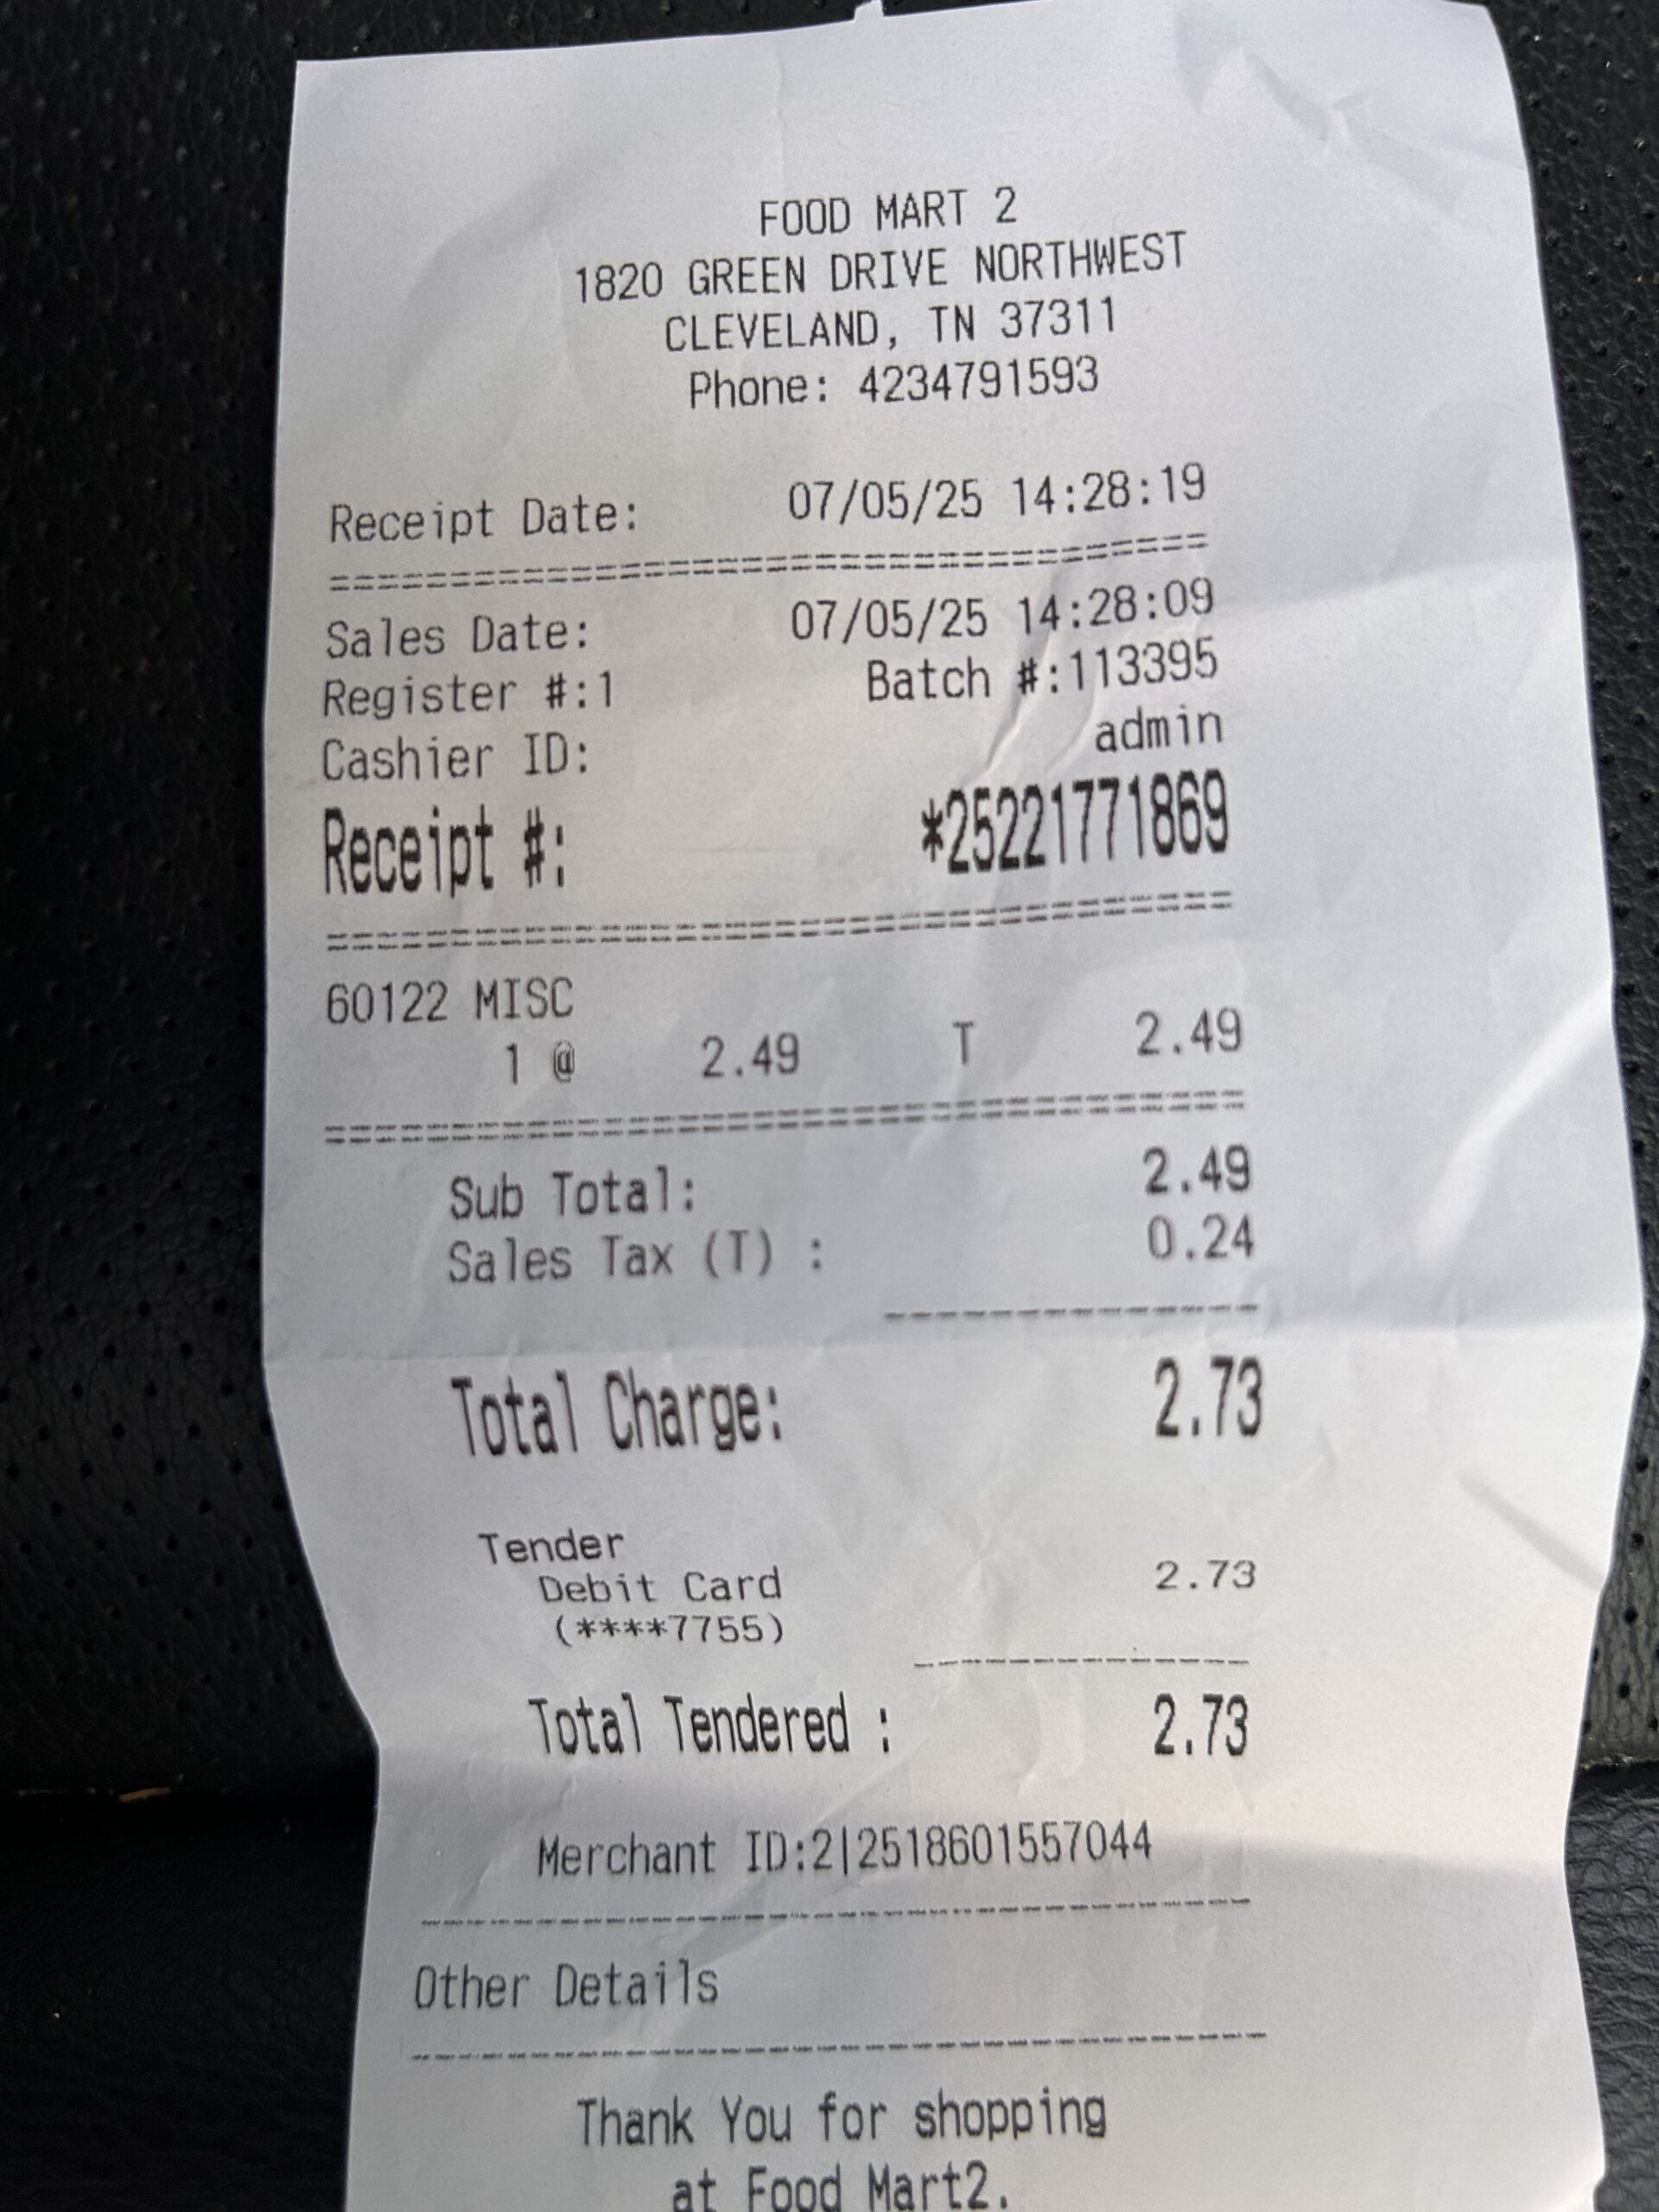 FOOD MART 2
1820 GREEN DRIVE NORTHWEST
CLEVELAND, TN 37311
Phone: 4234791593
Receipt Date: 07/05/25 14:28:19
Sales Date: 07/05/25 14:28:09
Register #:1 Batch #:113395
Cashier ID: admin
Receipt #: *25221771869
60122 MISC
1 @ 2.49 T 2.49
Sub Total: 2.49
Sales Tax (T) : 0.24
Total Charge: 2.73
Tender
Debit Card 2.73
(****7755)
Total Tendered : 2.73
Merchant ID:2|2518601557044
Other Details
Thank You for shopping
at Food Mart2.